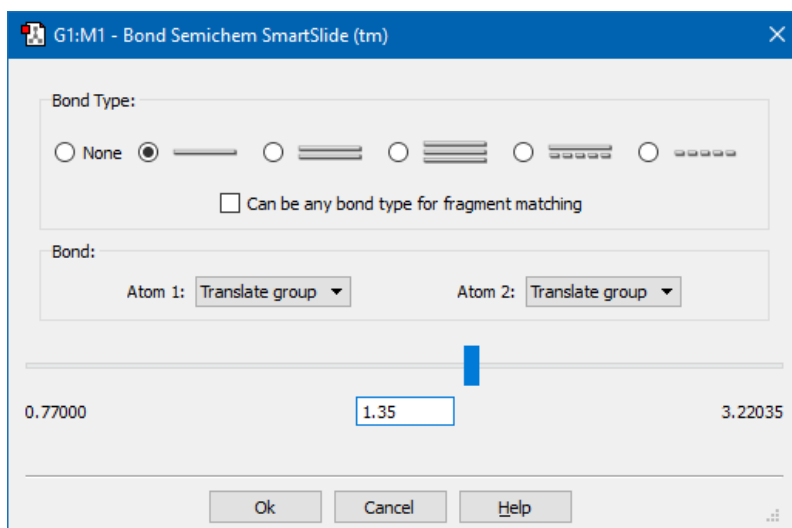 G1:M1 - Bond Semichem SmartSlide (tm)
Bond Type:
None
Can be any bond type for fragment matching
Bond:
Atom 1: Translate group Atom 2: Translate group
0.77000 1.35 3.22035
Ok Cancel Help